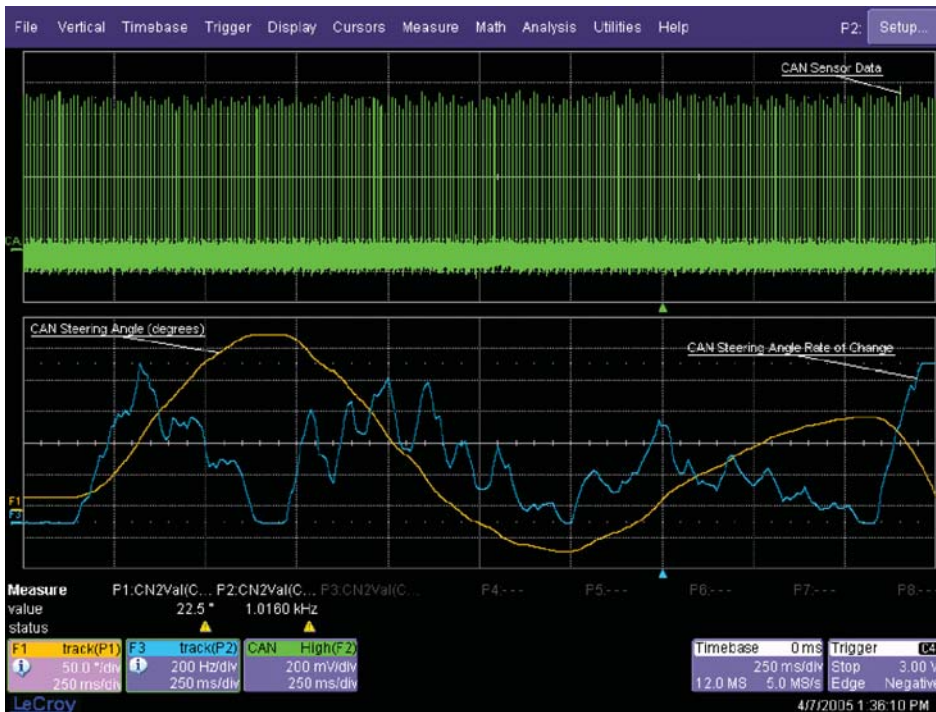 File Vertical Timebase Trigger Display Cursors Measure Math Analysis Utilities Help P2: Setup...
CAN Sensor Data
CA
CAN Steering Angle (degrees)
CAN Steering Angle Rate of Change
F1
F3
Measure P1:CN2Val(C... P2:CN2Val(C... P3:CN2Val(C... P4:--- P5:--- P6:--- P7:--- P8:---
value 22.5 ° 1.0160 kHz
status
F1 track(P1) F3 track(P2) CAN High(F2) Timebase 0 ms Trigger C4
50.0 °/div 200 Hz/div 200 mV/div 250 ms/div Stop 3.00 V
250 ms/div 250 ms/div 250 ms/div 12.0 MS 5.0 MS/s Edge Negative
LeCroy 4/7/2005 1:36:10 PM